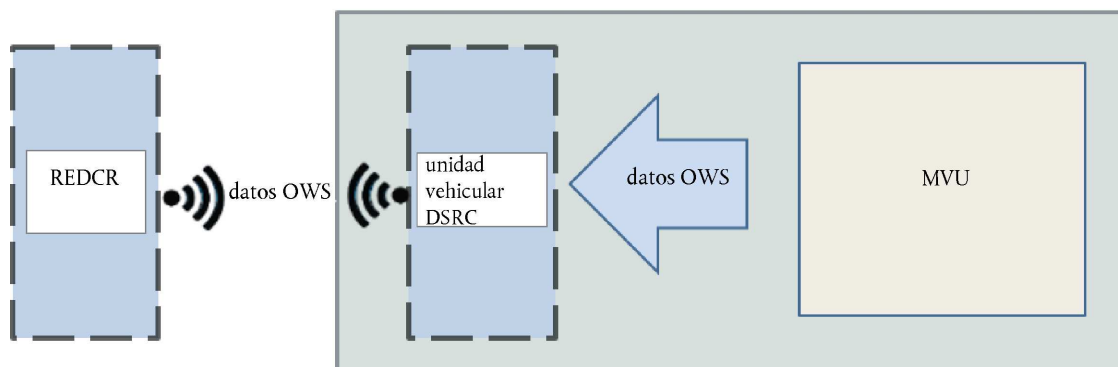 REDCR
datos OWS
unidad
vehicular
DSRC
datos OWS
MVU